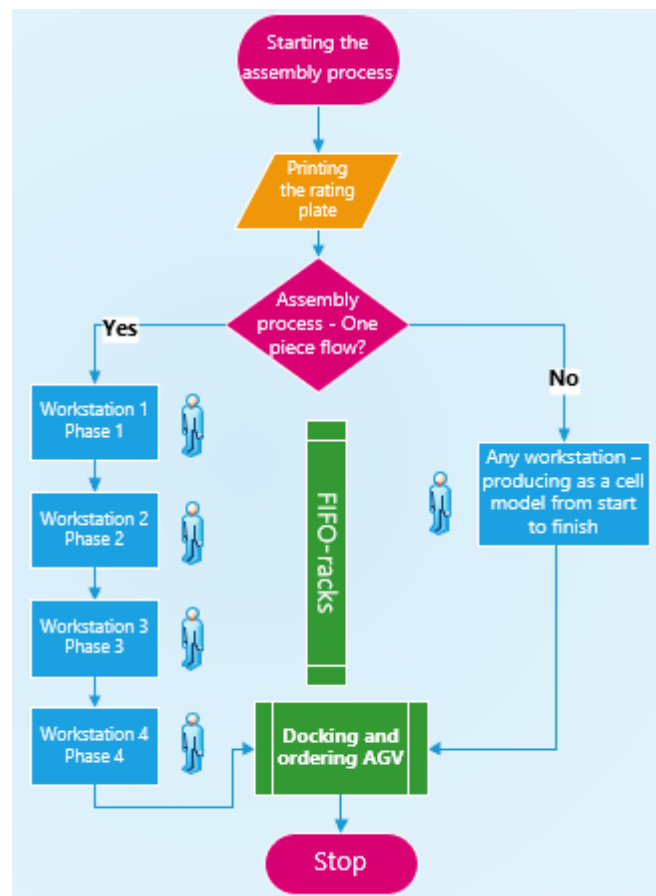 Starting the
assembly process
Printing
the rating
plate
Assembly
process - One
piece flow?
Yes
No
Workstation 1
Phase 1
Any workstation –
producing as a cell
model from start
to finish
FIFO-racks
Workstation 2
Phase 2
Workstation 3
Phase 3
Workstation 4
Phase 4
Docking and
ordering AGV
Stop